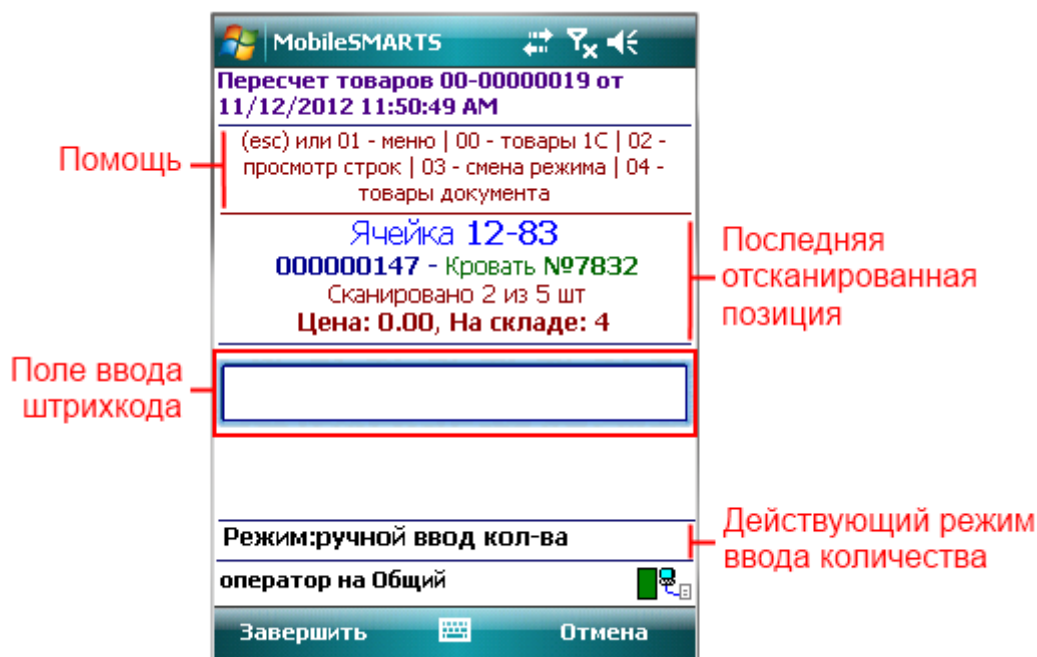 MobileSMARTS
Пересчет товаров 00-00000019 от
11/12/2012 11:50:49 AM
Помощь
(esc) или 01 - меню | 00 - товары 1С | 02 -
просмотр строк | 03 - смена режима | 04 -
товары документа
Ячейка 12-83
000000147 - Кровать №7832
Сканировано 2 из 5 шт
Цена: 0.00, На складе: 4
Последняя
отсканированная
позиция
Поле ввода
штрихкода
Режим:ручной ввод кол-ва
Действующий режим
ввода количества
оператор на Общий
Завершить
Отмена